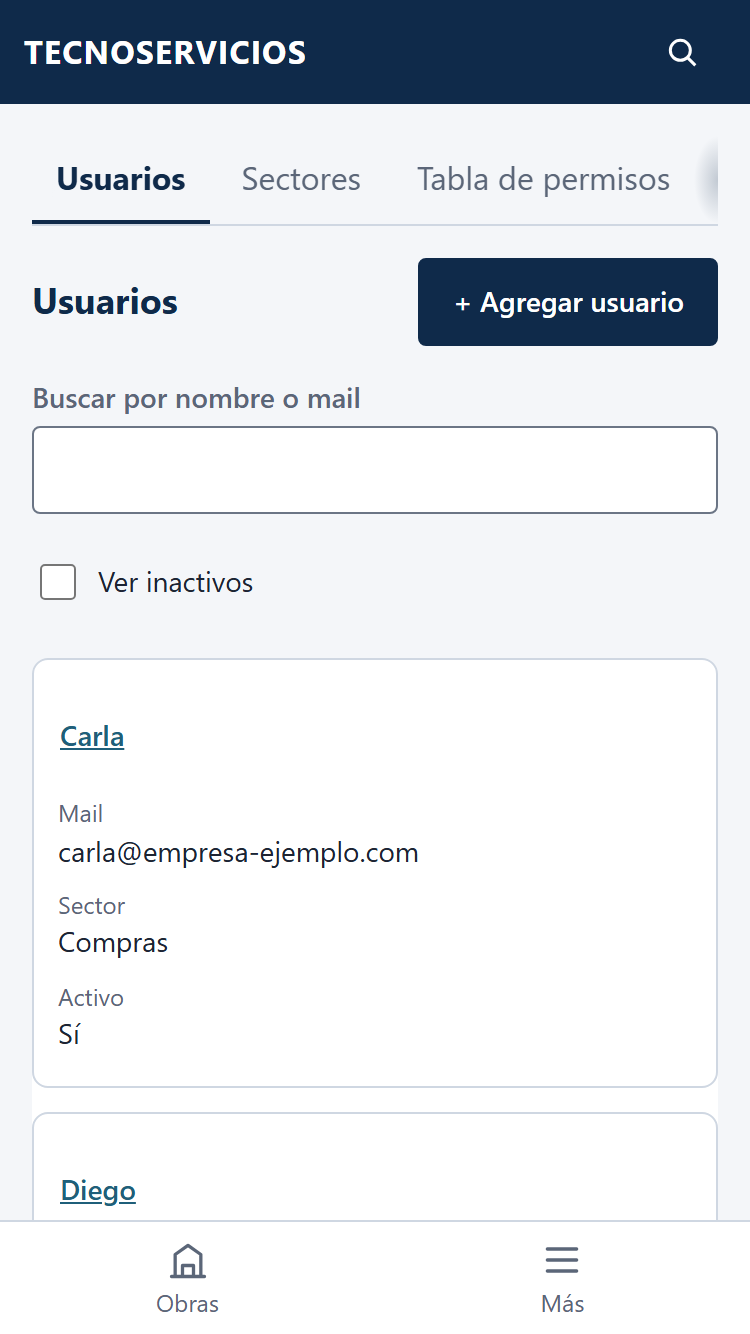 TECNOSERVICIOS
Usuarios Sectores Tabla de permisos
Usuarios
+ Agregar usuario
Buscar por nombre o mail
Ver inactivos
Carla
Mail
carla@empresa-ejemplo.com
Sector
Compras
Activo
Sí
Diego
Obras Más